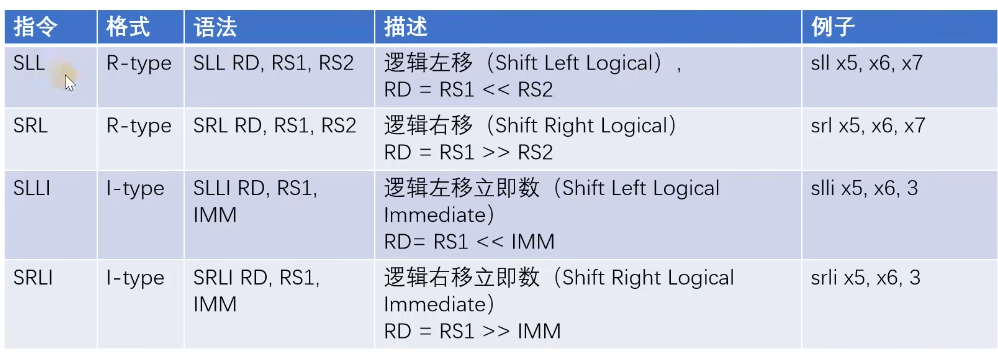 指令 格式 语法 描述 例子
SLL R-type SLL RD, RS1, RS2 逻辑左移（Shift Left Logical）, sll x5, x6, x7
RD = RS1 << RS2
SRL R-type SRL RD, RS1, RS2 逻辑右移（Shift Right Logical） srl x5, x6, x7
RD = RS1 >> RS2
SLLI I-type SLLI RD, RS1, 逻辑左移立即数（Shift Left Logical slli x5, x6, 3
IMM Immediate）
RD= RS1 << IMM
SRLI I-type SRLI RD, RS1, 逻辑右移立即数（Shift Right Logical srli x5, x6, 3
IMM Immediate）
RD = RS1 >> IMM